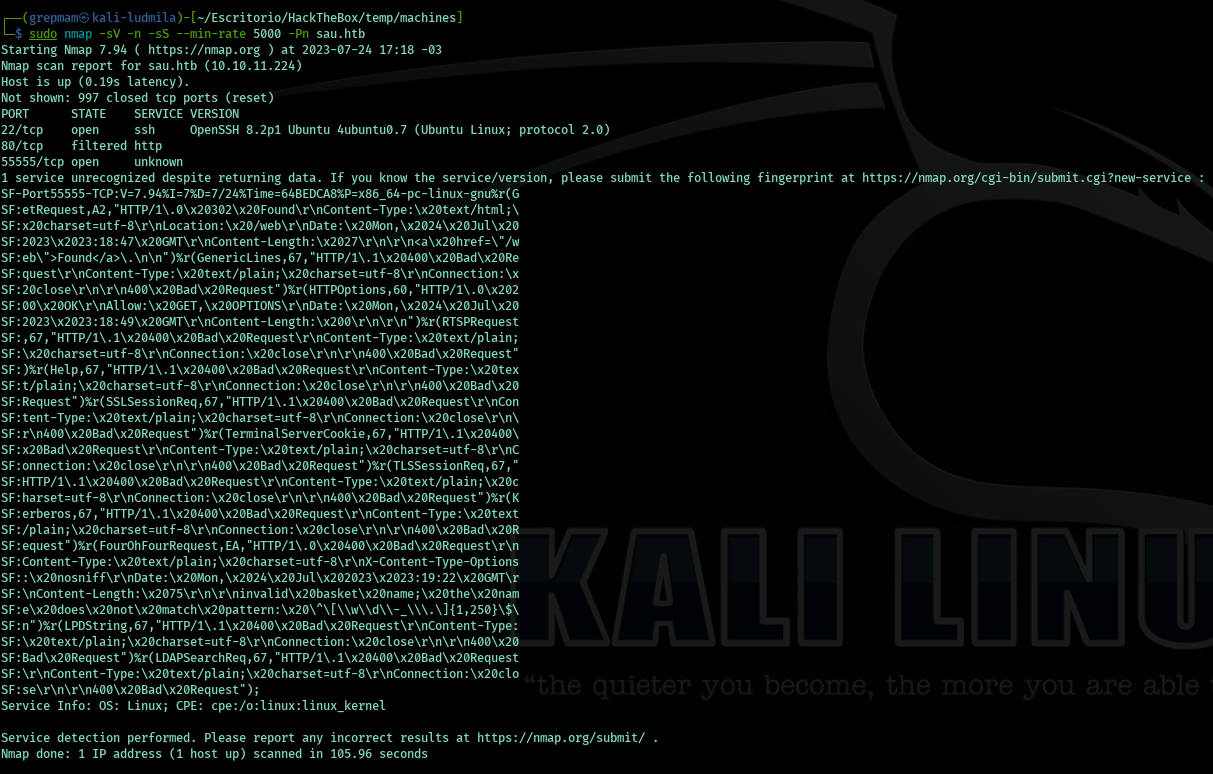 ┌──(grepmam㉿kali-ludmila)-[~/Escritorio/HackTheBox/temp/machines]
└─$ sudo nmap -sV -n -sS --min-rate 5000 -Pn sau.htb
Starting Nmap 7.94 ( https://nmap.org ) at 2023-07-24 17:18 -03
Nmap scan report for sau.htb (10.10.11.224)
Host is up (0.19s latency).
Not shown: 997 closed tcp ports (reset)
PORT      STATE    SERVICE VERSION
22/tcp    open     ssh     OpenSSH 8.2p1 Ubuntu 4ubuntu0.7 (Ubuntu Linux; protocol 2.0)
80/tcp    filtered http
55555/tcp open     unknown
1 service unrecognized despite returning data. If you know the service/version, please submit the following fingerprint at https://nmap.org/cgi-bin/submit.cgi?new-service :
SF-Port55555-TCP:V=7.94%I=7%D=7/24%Time=64BEDCA8%P=x86_64-pc-linux-gnu%r(G
SF:etRequest,A2,"HTTP/1\.0\x20302\x20Found\r\nContent-Type:\x20text/html;\
SF:x20charset=utf-8\r\nLocation:\x20/web\r\nDate:\x20Mon,\x2024\x20Jul\x20
SF:2023\x2023:18:47\x20GMT\r\nContent-Length:\x2027\r\n\r\n<a\x20href=\"/w
SF:eb\">Found</a>\.\n\n")%r(GenericLines,67,"HTTP/1\.1\x20400\x20Bad\x20Re
SF:quest\r\nContent-Type:\x20text/plain;\x20charset=utf-8\r\nConnection:\x
SF:20close\r\n\r\n400\x20Bad\x20Request")%r(HTTPOptions,60,"HTTP/1\.0\x202
SF:00\x20OK\r\nAllow:\x20GET,\x20OPTIONS\r\nDate:\x20Mon,\x2024\x20Jul\x20
SF:2023\x2023:18:49\x20GMT\r\nContent-Length:\x200\r\n\r\n")%r(RTSPRequest
SF:,67,"HTTP/1\.1\x20400\x20Bad\x20Request\r\nContent-Type:\x20text/plain;
SF:\x20charset=utf-8\r\nConnection:\x20close\r\n\r\n400\x20Bad\x20Request"
SF:)%r(Help,67,"HTTP/1\.1\x20400\x20Bad\x20Request\r\nContent-Type:\x20tex
SF:t/plain;\x20charset=utf-8\r\nConnection:\x20close\r\n\r\n400\x20Bad\x20
SF:Request")%r(SSLSessionReq,67,"HTTP/1\.1\x20400\x20Bad\x20Request\r\nCon
SF:tent-Type:\x20text/plain;\x20charset=utf-8\r\nConnection:\x20close\r\n\
SF:r\n400\x20Bad\x20Request")%r(TerminalServerCookie,67,"HTTP/1\.1\x20400\
SF:x20Bad\x20Request\r\nContent-Type:\x20text/plain;\x20charset=utf-8\r\nC
SF:onnection:\x20close\r\n\r\n400\x20Bad\x20Request")%r(TLSSessionReq,67,"
SF:HTTP/1\.1\x20400\x20Bad\x20Request\r\nContent-Type:\x20text/plain;\x20c
SF:harset=utf-8\r\nConnection:\x20close\r\n\r\n400\x20Bad\x20Request")%r(K
SF:erberos,67,"HTTP/1\.1\x20400\x20Bad\x20Request\r\nContent-Type:\x20text
SF:/plain;\x20charset=utf-8\r\nConnection:\x20close\r\n\r\n400\x20Bad\x20R
SF:equest")%r(FourOhFourRequest,EA,"HTTP/1\.0\x20400\x20Bad\x20Request\r\n
SF:Content-Type:\x20text/plain;\x20charset=utf-8\r\nX-Content-Type-Options
SF::\x20nosniff\r\nDate:\x20Mon,\x2024\x20Jul\x202023\x2023:19:22\x20GMT\r
SF:\nContent-Length:\x2075\r\n\r\ninvalid\x20basket\x20name;\x20the\x20nam
SF:e\x20does\x20not\x20match\x20pattern:\x20\^\[\\w\\d\\-_\\\.\]{1,250}\$\
SF:n")%r(LPDString,67,"HTTP/1\.1\x20400\x20Bad\x20Request\r\nContent-Type:
SF:\x20text/plain;\x20charset=utf-8\r\nConnection:\x20close\r\n\r\n400\x20
SF:Bad\x20Request")%r(LDAPSearchReq,67,"HTTP/1\.1\x20400\x20Bad\x20Request
SF:\r\nContent-Type:\x20text/plain;\x20charset=utf-8\r\nConnection:\x20clo
SF:se\r\n\r\n400\x20Bad\x20Request");
Service Info: OS: Linux; CPE: cpe:/o:linux:linux_kernel

Service detection performed. Please report any incorrect results at https://nmap.org/submit/ .
Nmap done: 1 IP address (1 host up) scanned in 105.96 seconds
KALI LINU
“the quieter you become, the more you are able